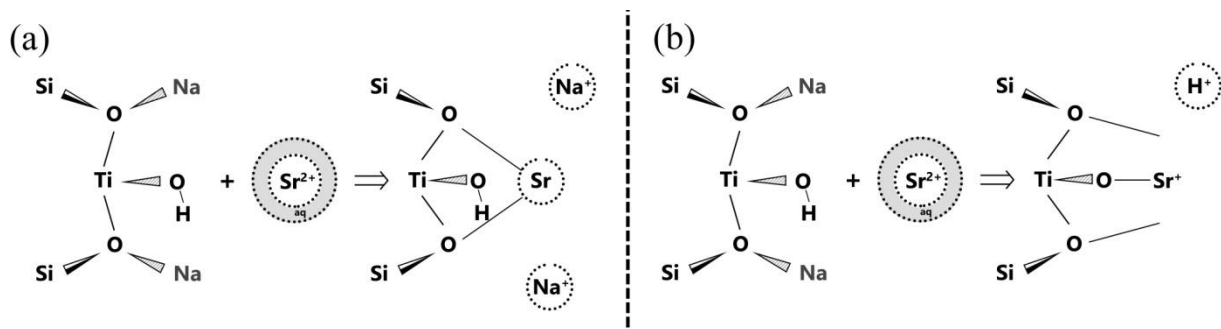 (a)
Si
O
Na
Ti
O
H
O
Si
Na
+
Sr²⁺
aq
Si
O
Ti
O
H
Sr
O
Si
Na⁺
Na⁺
(b)
Si
O
Na
Ti
O
H
O
Si
Na
+
Sr²⁺
aq
Si
O
Ti
O
Sr⁺
O
Si
H⁺